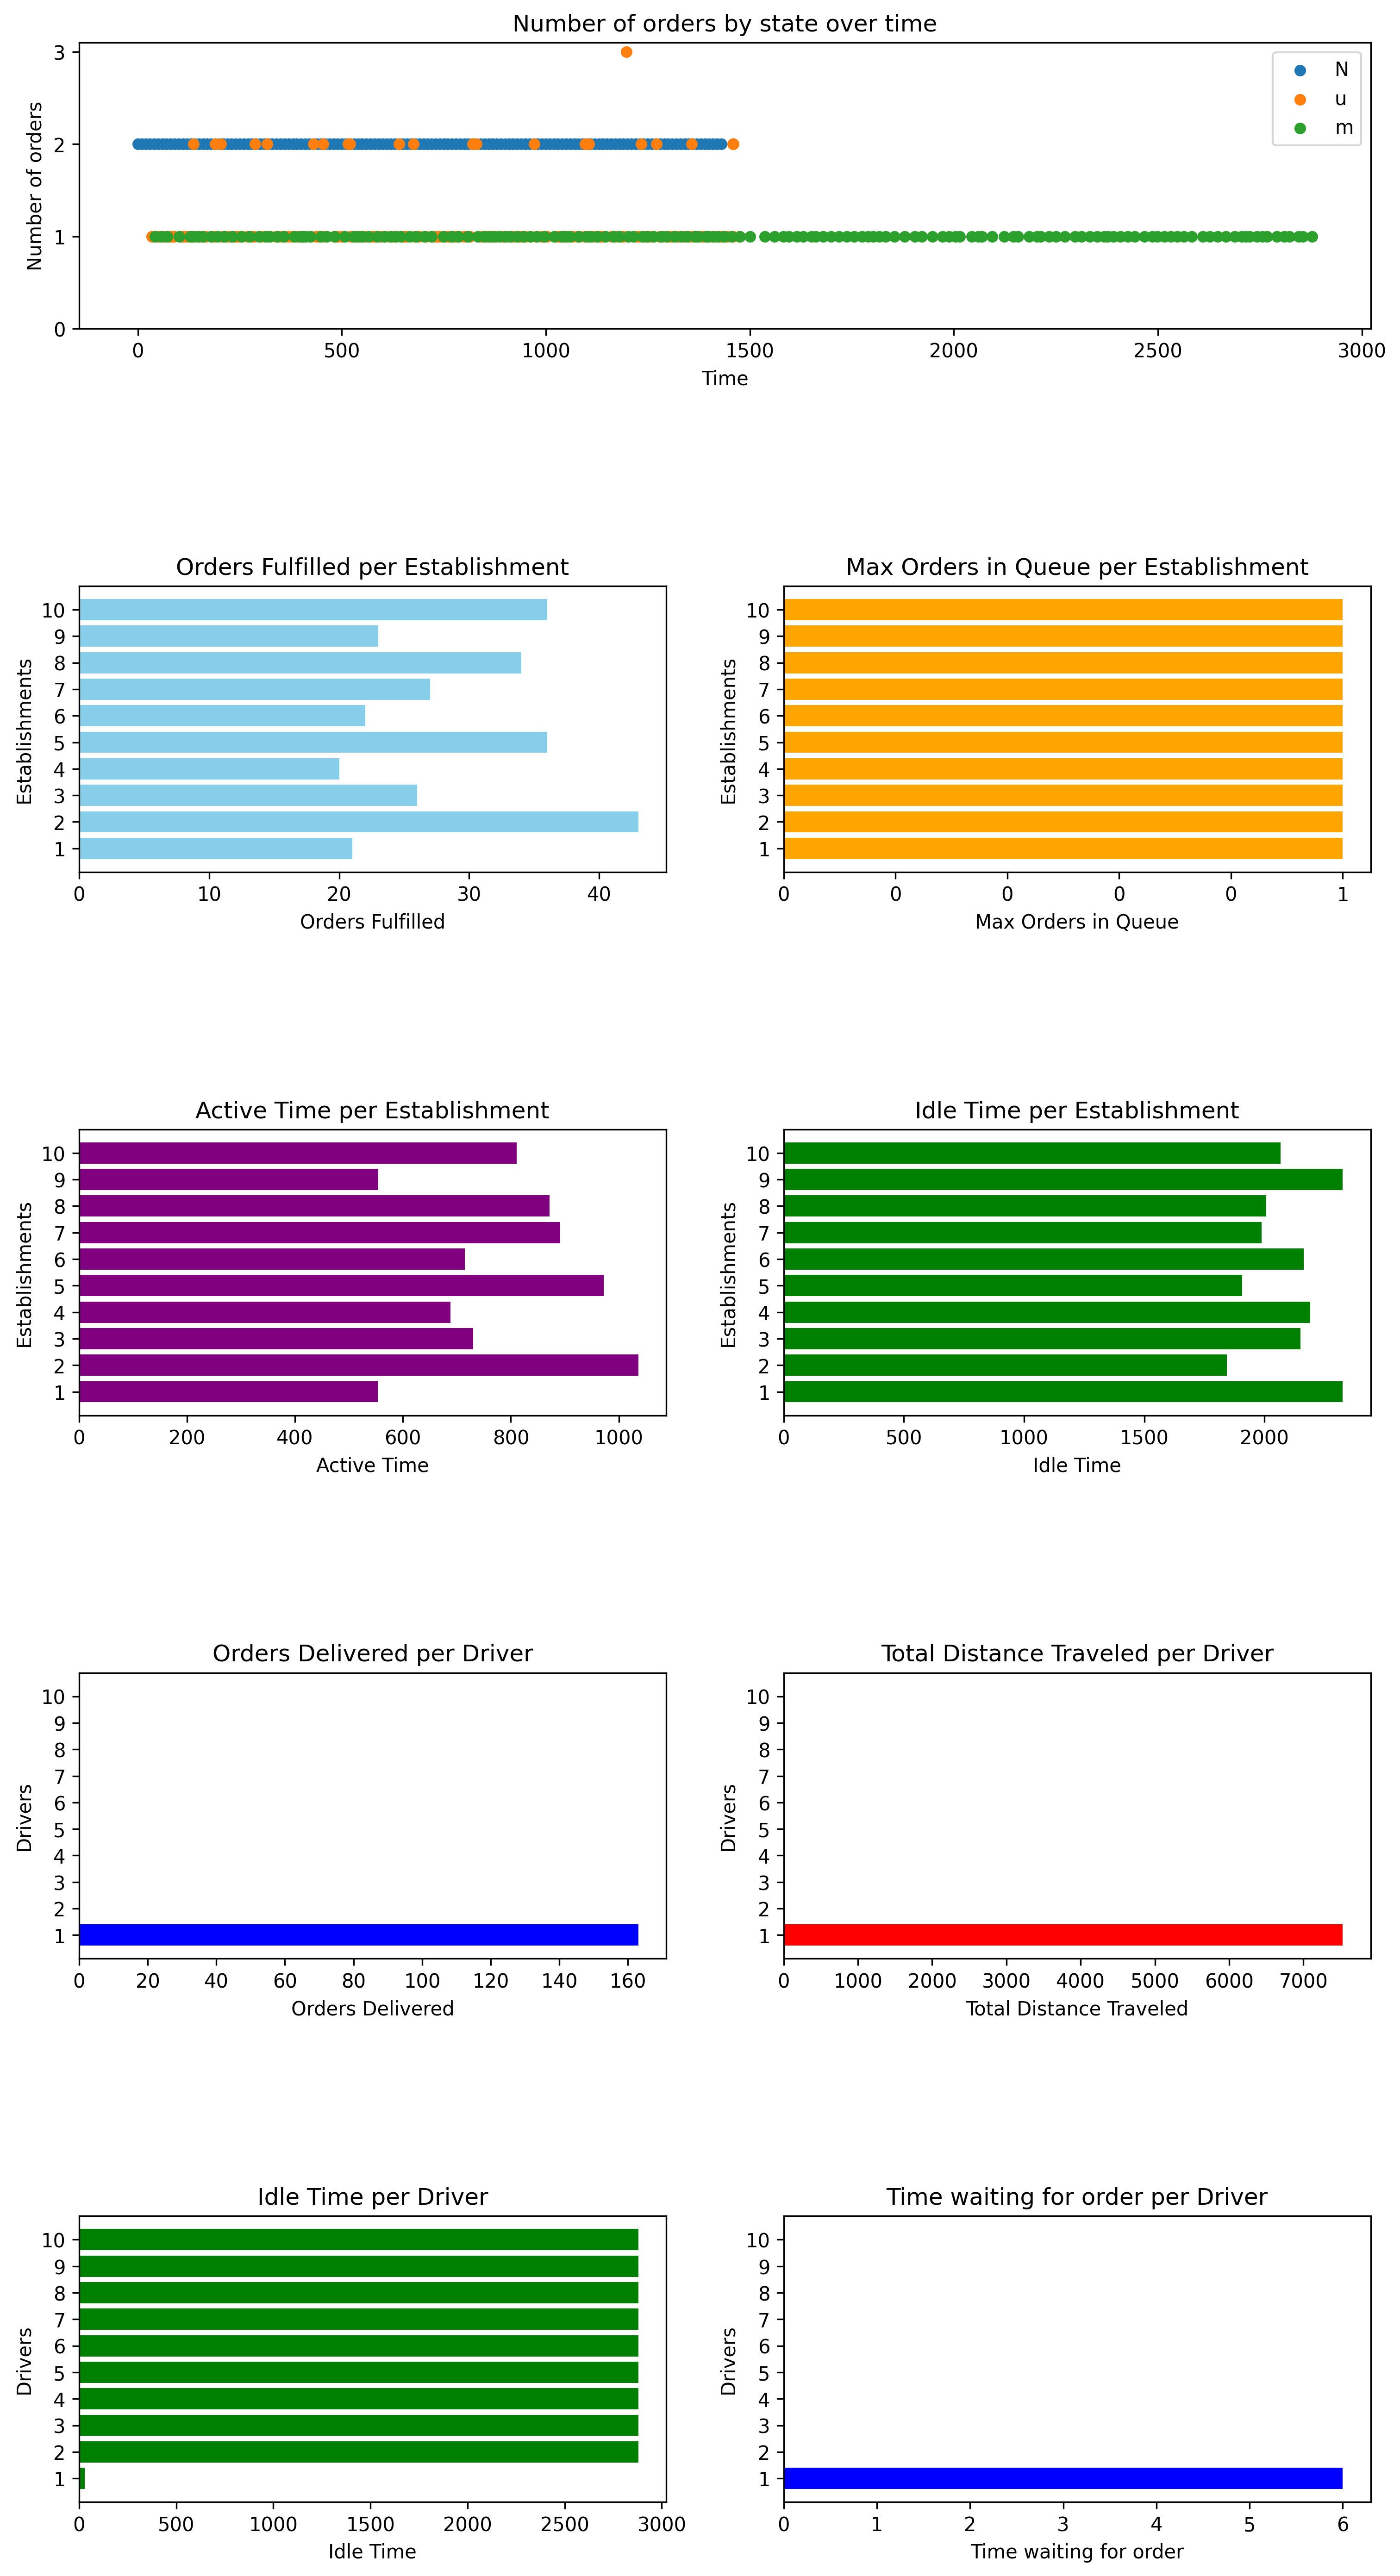 Number of orders by state over time
Number of orders
3
2
1
0
N
u
m
0 500 1000 1500 2000 2500 3000
Time
Orders Fulfilled per Establishment
Establishments
10
9
8
7
6
5
4
3
2
1
0 10 20 30 40
Orders Fulfilled
Max Orders in Queue per Establishment
Establishments
10
9
8
7
6
5
4
3
2
1
0 0 0 0 0 1
Max Orders in Queue
Active Time per Establishment
Establishments
10
9
8
7
6
5
4
3
2
1
0 200 400 600 800 1000
Active Time
Idle Time per Establishment
Establishments
10
9
8
7
6
5
4
3
2
1
0 500 1000 1500 2000
Idle Time
Orders Delivered per Driver
Drivers
10
9
8
7
6
5
4
3
2
1
0 20 40 60 80 100 120 140 160
Orders Delivered
Total Distance Traveled per Driver
Drivers
10
9
8
7
6
5
4
3
2
1
0 1000 2000 3000 4000 5000 6000 7000
Total Distance Traveled
Idle Time per Driver
Drivers
10
9
8
7
6
5
4
3
2
1
0 500 1000 1500 2000 2500 3000
Idle Time
Time waiting for order per Driver
Drivers
10
9
8
7
6
5
4
3
2
1
0 1 2 3 4 5 6
Time waiting for order